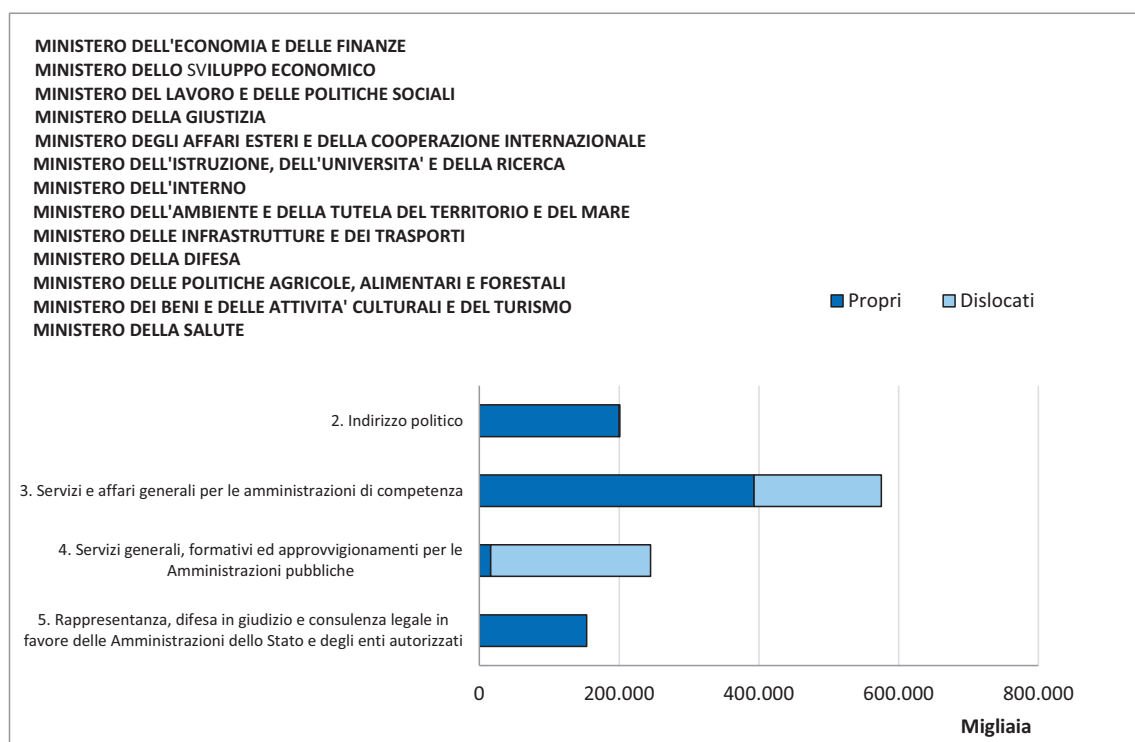 MINISTERO DELL'ECONOMIA E DELLE FINANZE
MINISTERO DELLO SVILUPPO ECONOMICO
MINISTERO DEL LAVORO E DELLE POLITICHE SOCIALI
MINISTERO DELLA GIUSTIZIA
MINISTERO DEGLI AFFARI ESTERI E DELLA COOPERAZIONE INTERNAZIONALE
MINISTERO DELL'ISTRUZIONE, DELL'UNIVERSITA' E DELLA RICERCA
MINISTERO DELL'INTERNO
MINISTERO DELL'AMBIENTE E DELLA TUTELA DEL TERRITORIO E DEL MARE
MINISTERO DELLE INFRASTRUTTURE E DEI TRASPORTI
MINISTERO DELLA DIFESA
MINISTERO DELLE POLITICHE AGRICOLE, ALIMENTARI E FORESTALI
MINISTERO DEI BENI E DELLE ATTIVITA' CULTURALI E DEL TURISMO
MINISTERO DELLA SALUTE
Propri Dislocati
2. Indirizzo politico
3. Servizi e affari generali per le amministrazioni di competenza
4. Servizi generali, formativi ed approvvigionamenti per le
Amministrazioni pubbliche
5. Rappresentanza, difesa in giudizio e consulenza legale in
favore delle Amministrazioni dello Stato e degli enti autorizzati
0 200.000 400.000 600.000 800.000
Migliaia